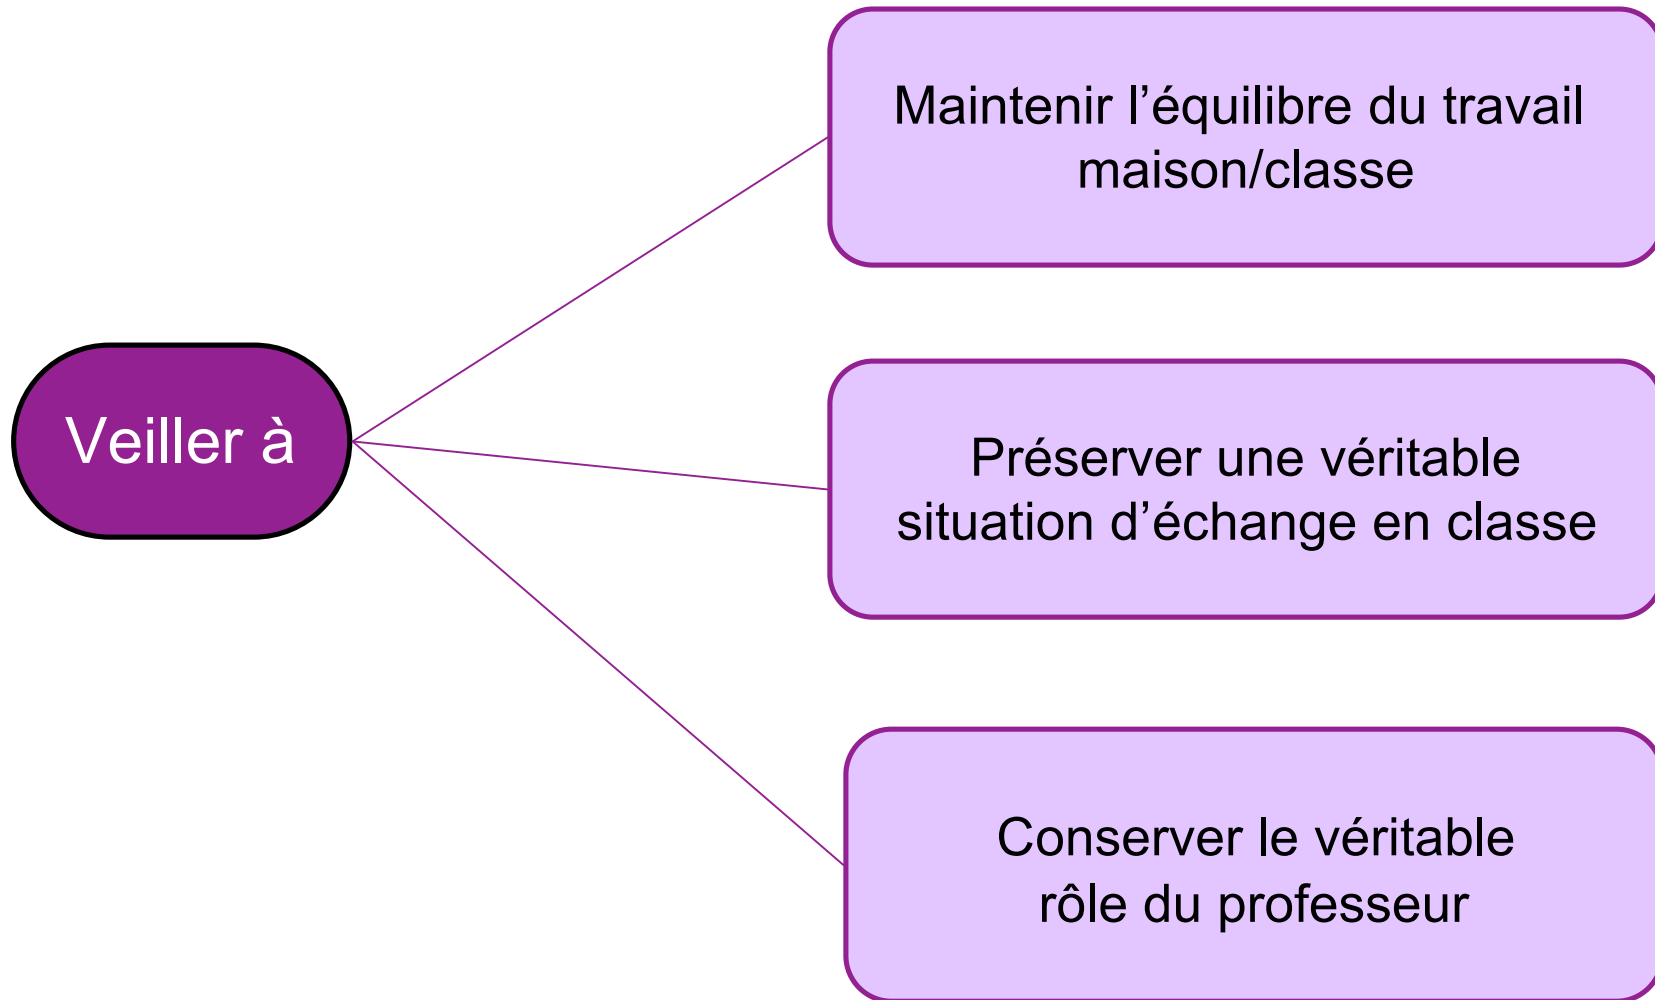 Maintenir l’équilibre du travail
maison/classe
Veiller à
Préserver une véritable
situation d’échange en classe
Conserver le véritable
rôle du professeur